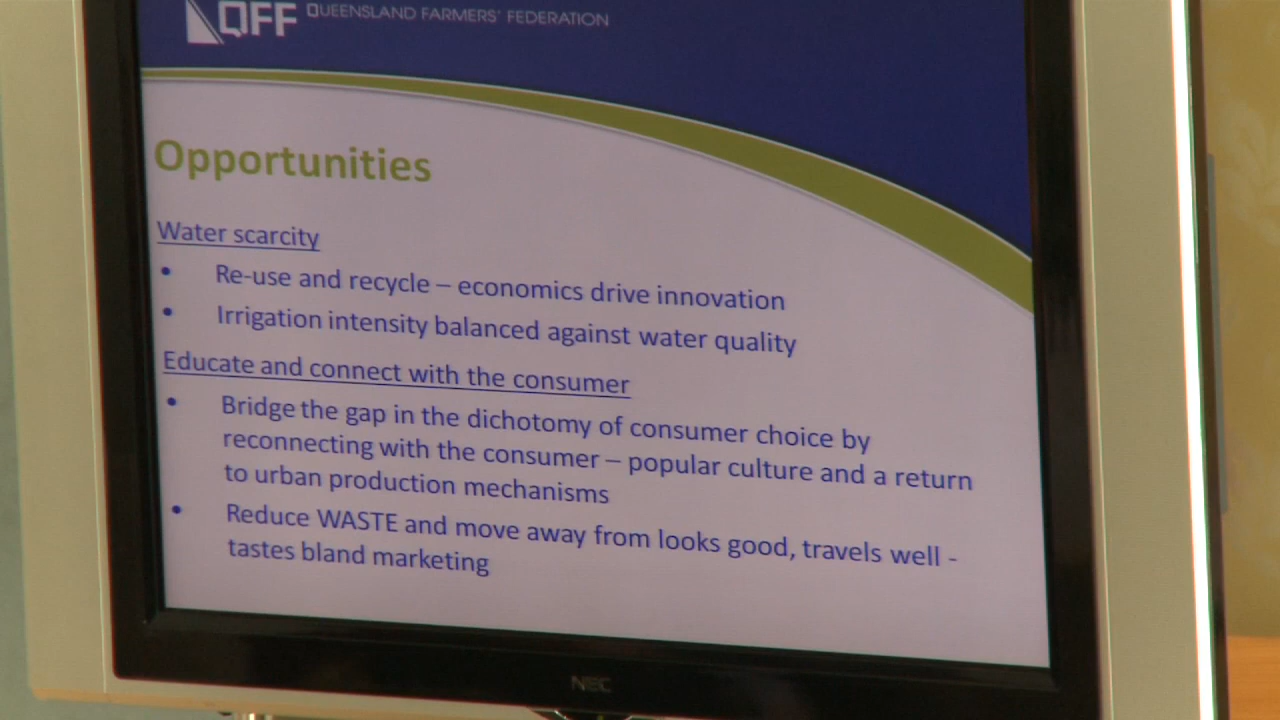 QFF QUEENSLAND FARMERS' FEDERATION
Opportunities
Water scarcity
• Re-use and recycle – economics drive innovation
• Irrigation intensity balanced against water quality
Educate and connect with the consumer
• Bridge the gap in the dichotomy of consumer choice by
reconnecting with the consumer – popular culture and a return
to urban production mechanisms
• Reduce WASTE and move away from looks good, travels well -
tastes bland marketing
NEC